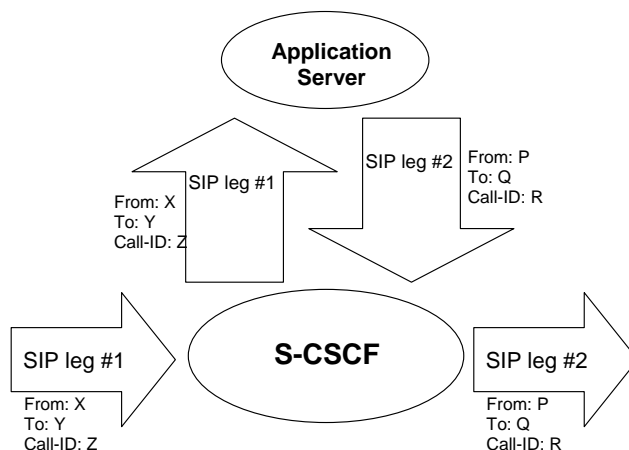 Application
Server
SIP leg #1
SIP leg #2
From: P
To: Q
Call-ID: R
From: X
To: Y
Call-ID: Z
SIP leg #1
S-CSCF
SIP leg #2
From: X
To: Y
Call-ID: Z
From: P
To: Q
Call-ID: R